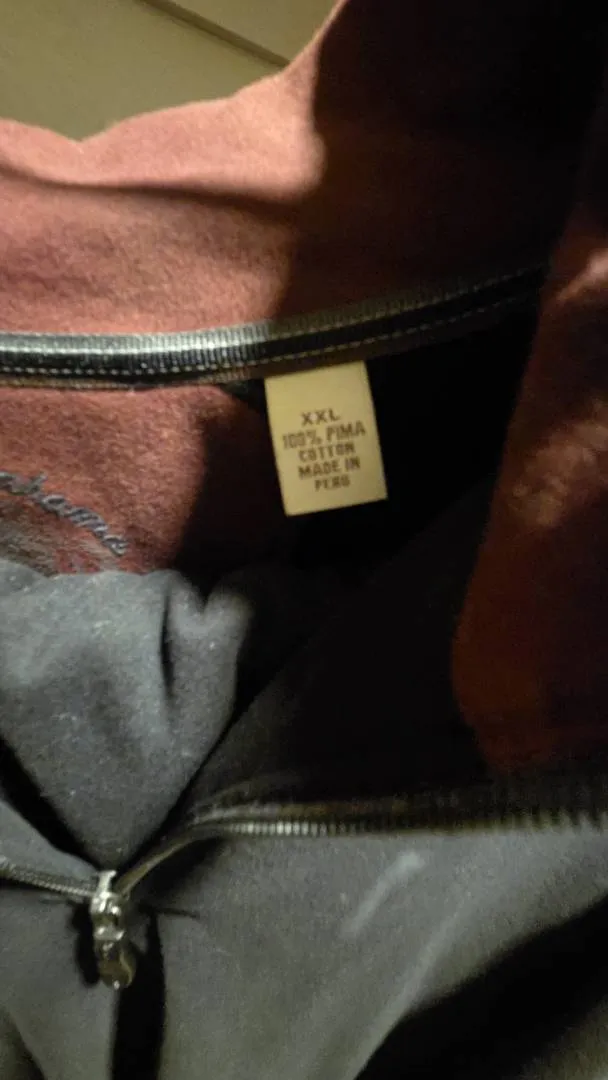 XXL
100% PIMA
COTTON
MADE IN
PERU